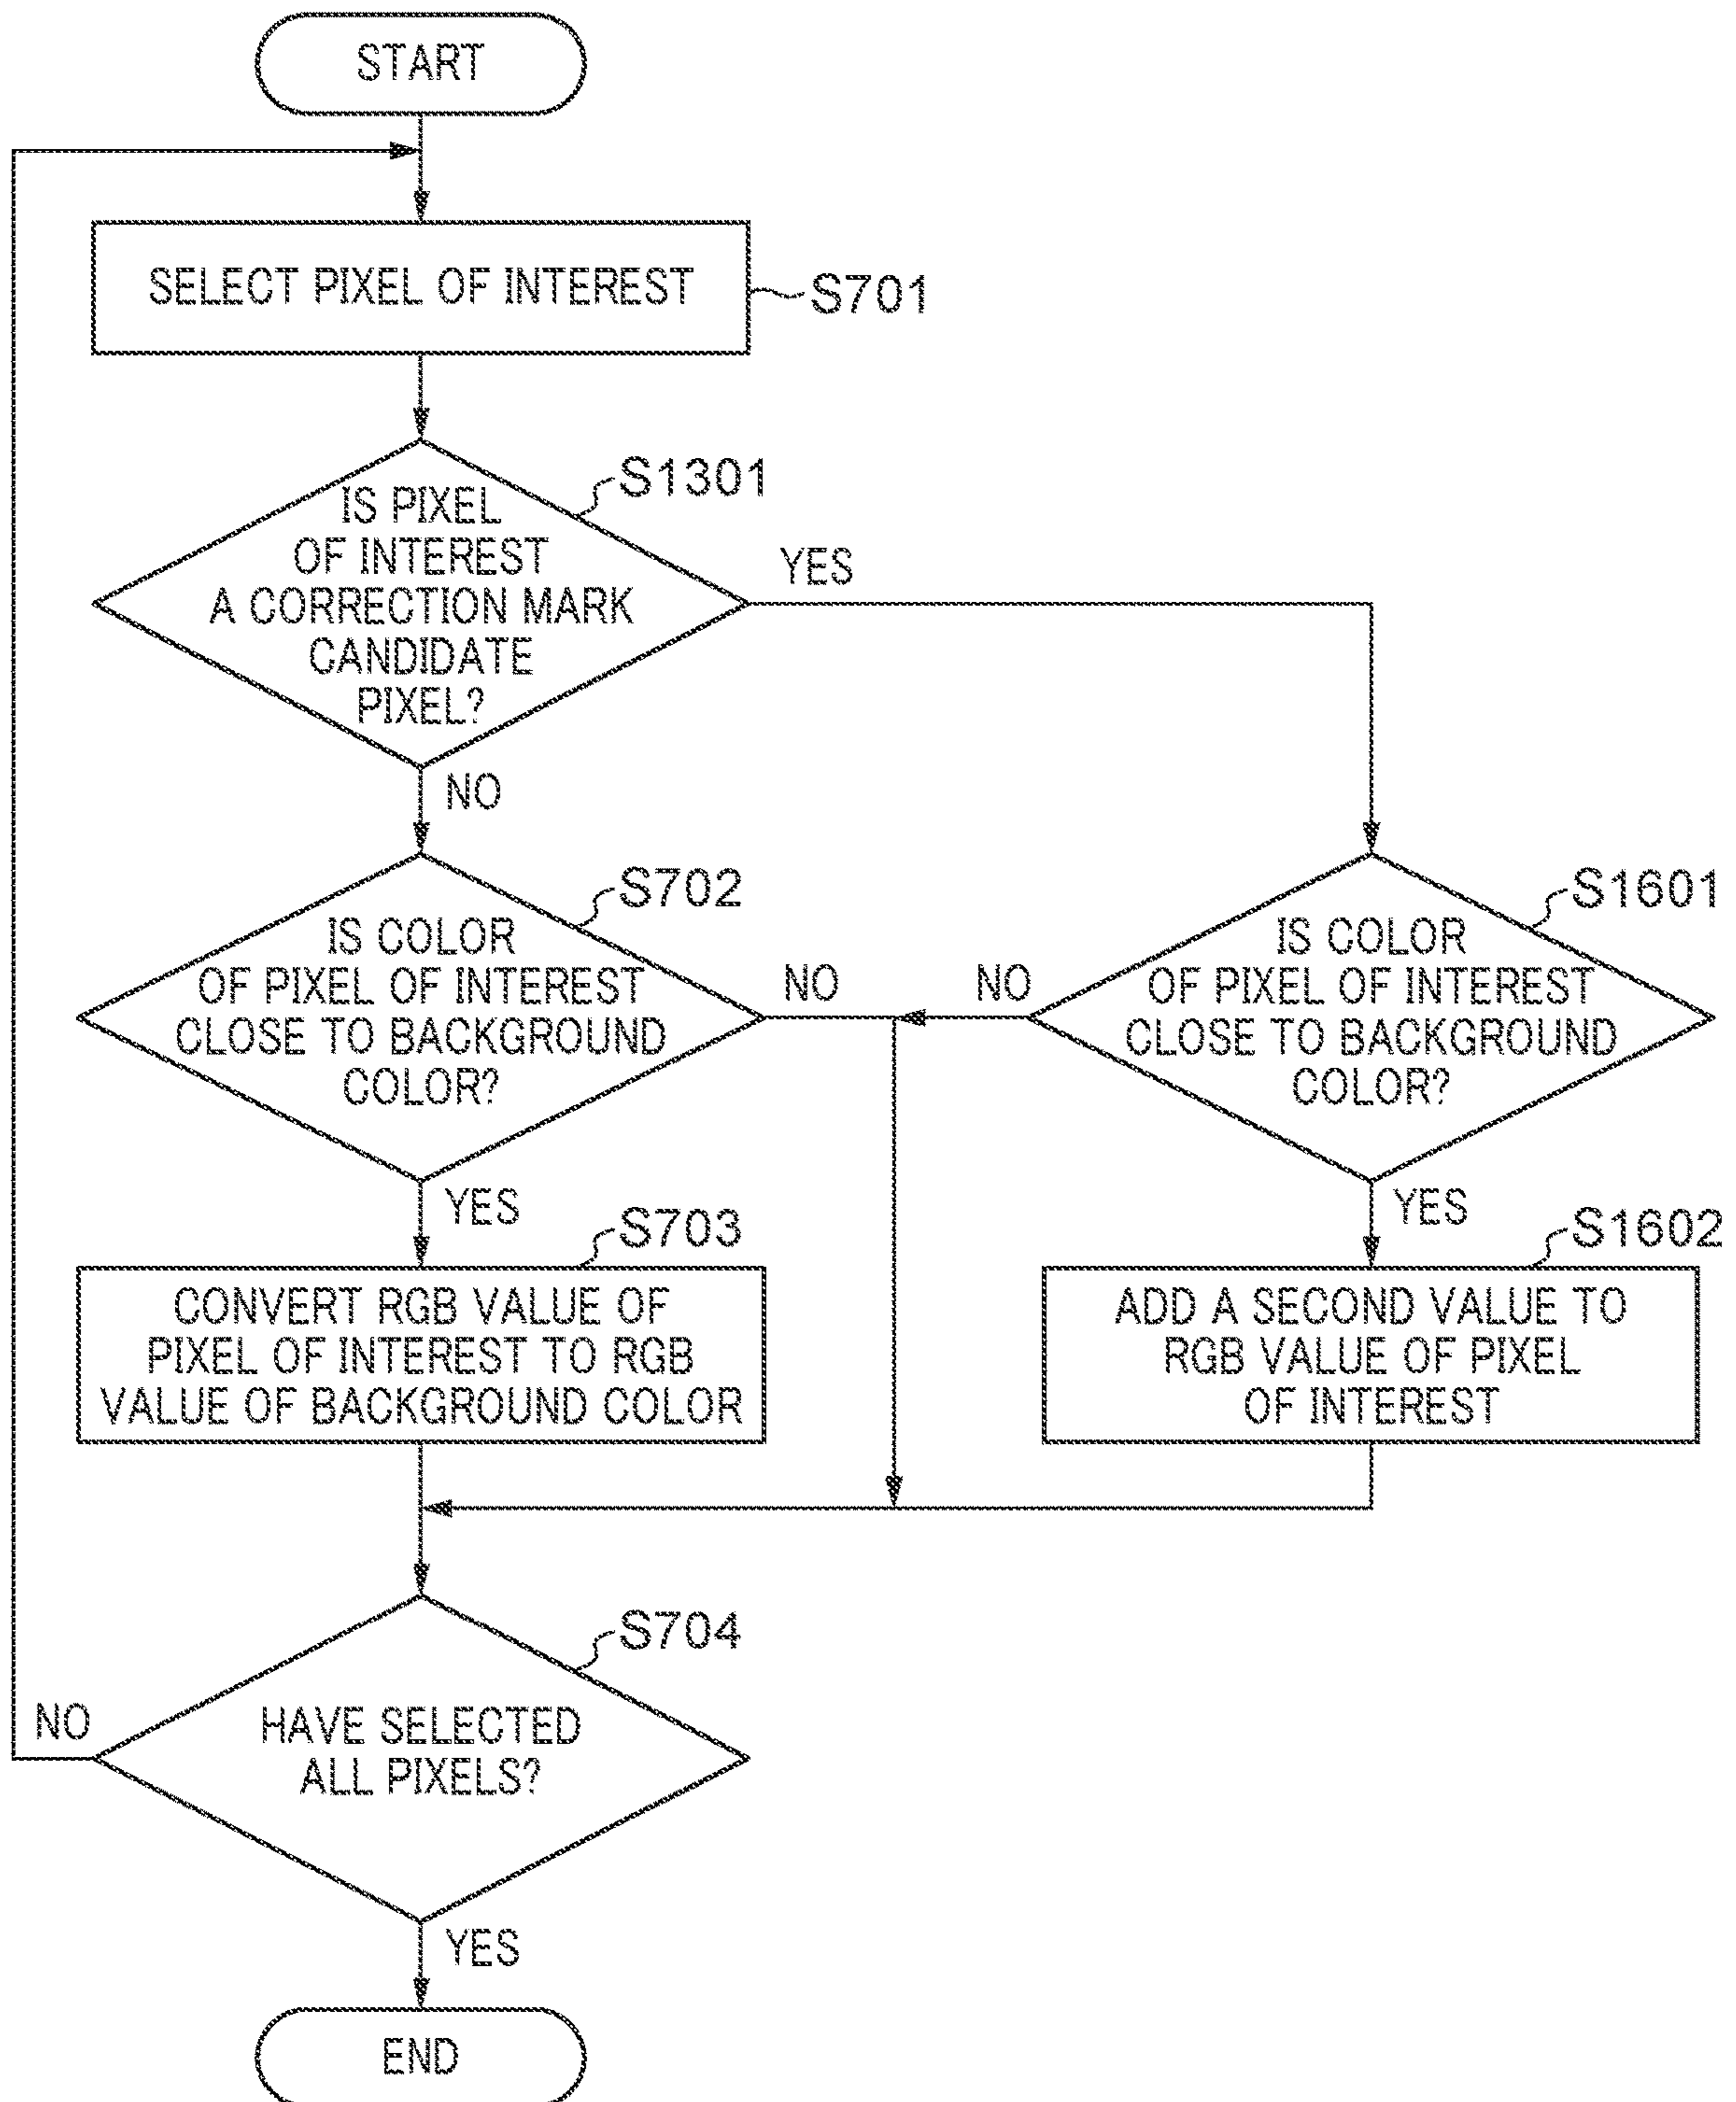 START
SELECT PIXEL OF INTEREST
S701
S1301
IS PIXEL
OF INTEREST
A CORRECTION MARK
CANDIDATE
PIXEL?
YES
NO
S702
IS COLOR
OF PIXEL OF INTEREST
CLOSE TO BACKGROUND
COLOR?
NO
YES
S1601
IS COLOR
OF PIXEL OF INTEREST
CLOSE TO BACKGROUND
COLOR?
NO
YES
S703
CONVERT RGB VALUE OF
PIXEL OF INTEREST TO RGB
VALUE OF BACKGROUND COLOR
S1602
ADD A SECOND VALUE TO
RGB VALUE OF PIXEL
OF INTEREST
S704
HAVE SELECTED
ALL PIXELS?
NO
YES
END